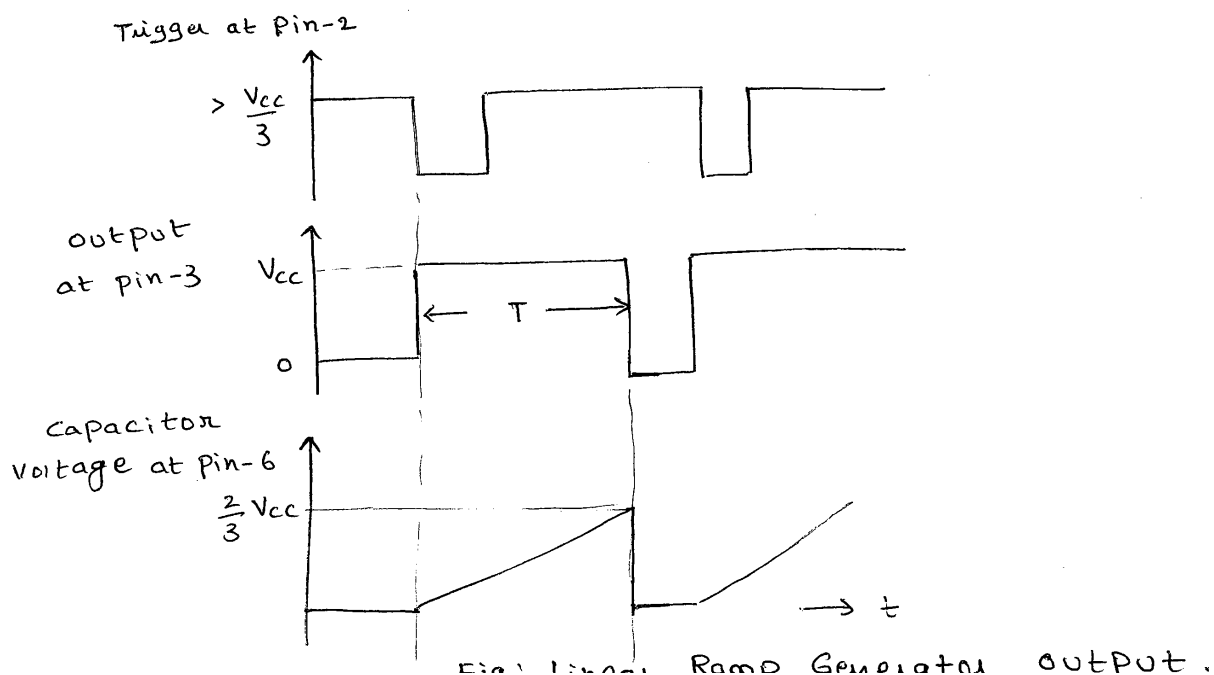 Trigger at Pin-2
> Vcc/3
output
at pin-3
Vcc
T
0
Capacitor
Voltage at Pin-6
2/3 Vcc
t
Fig: Linear Ramp Generator output.